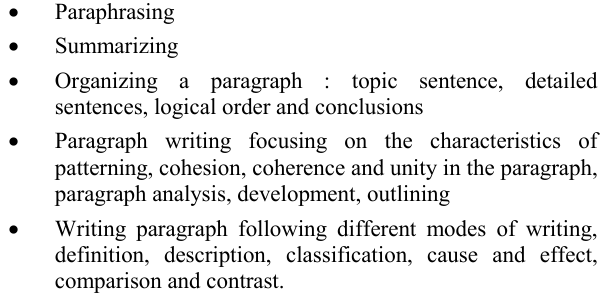 • Paraphrasing
• Summarizing
• Organizing a paragraph : topic sentence, detailed
sentences, logical order and conclusions
• Paragraph writing focusing on the characteristics of
patterning, cohesion, coherence and unity in the paragraph,
paragraph analysis, development, outlining
• Writing paragraph following different modes of writing,
definition, description, classification, cause and effect,
comparison and contrast.